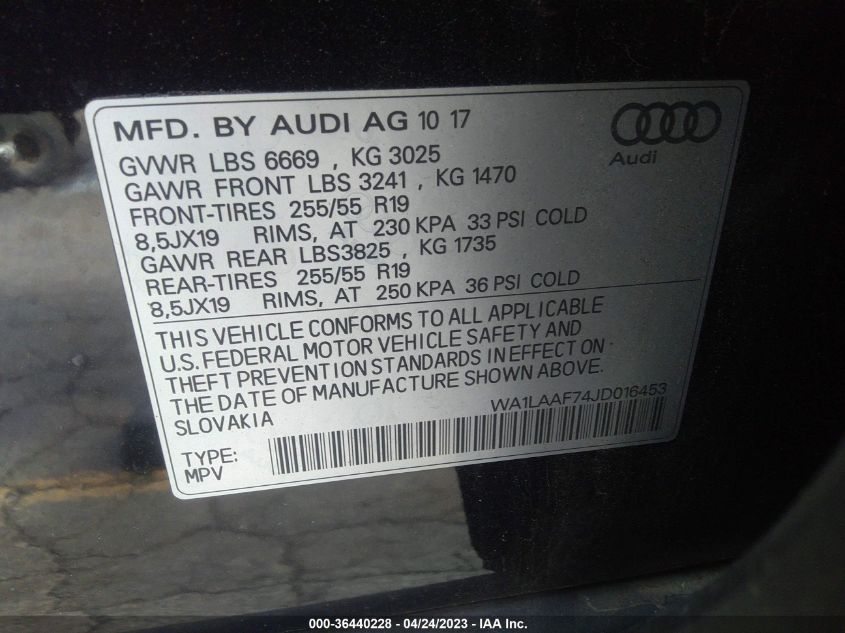 MFD. BY AUDI AG 10 17
Audi
GVWR LBS 6669 , KG 3025
GAWR FRONT LBS 3241 , KG 1470
FRONT-TIRES 255/55 R19
8,5JX19 RIMS, AT 230 KPA 33 PSI COLD
GAWR REAR LBS3825 , KG 1735
REAR-TIRES 255/55 R19
8,5JX19 RIMS, AT 250 KPA 36 PSI COLD
THIS VEHICLE CONFORMS TO ALL APPLICABLE
U.S. FEDERAL MOTOR VEHICLE SAFETY AND
THEFT PREVENTION STANDARDS IN EFFECT ON
THE DATE OF MANUFACTURE SHOWN ABOVE.
SLOVAKIA
WA1LAAF74JD016453
TYPE:
MPV
000-36440228 - 04/24/2023 - IAA Inc.